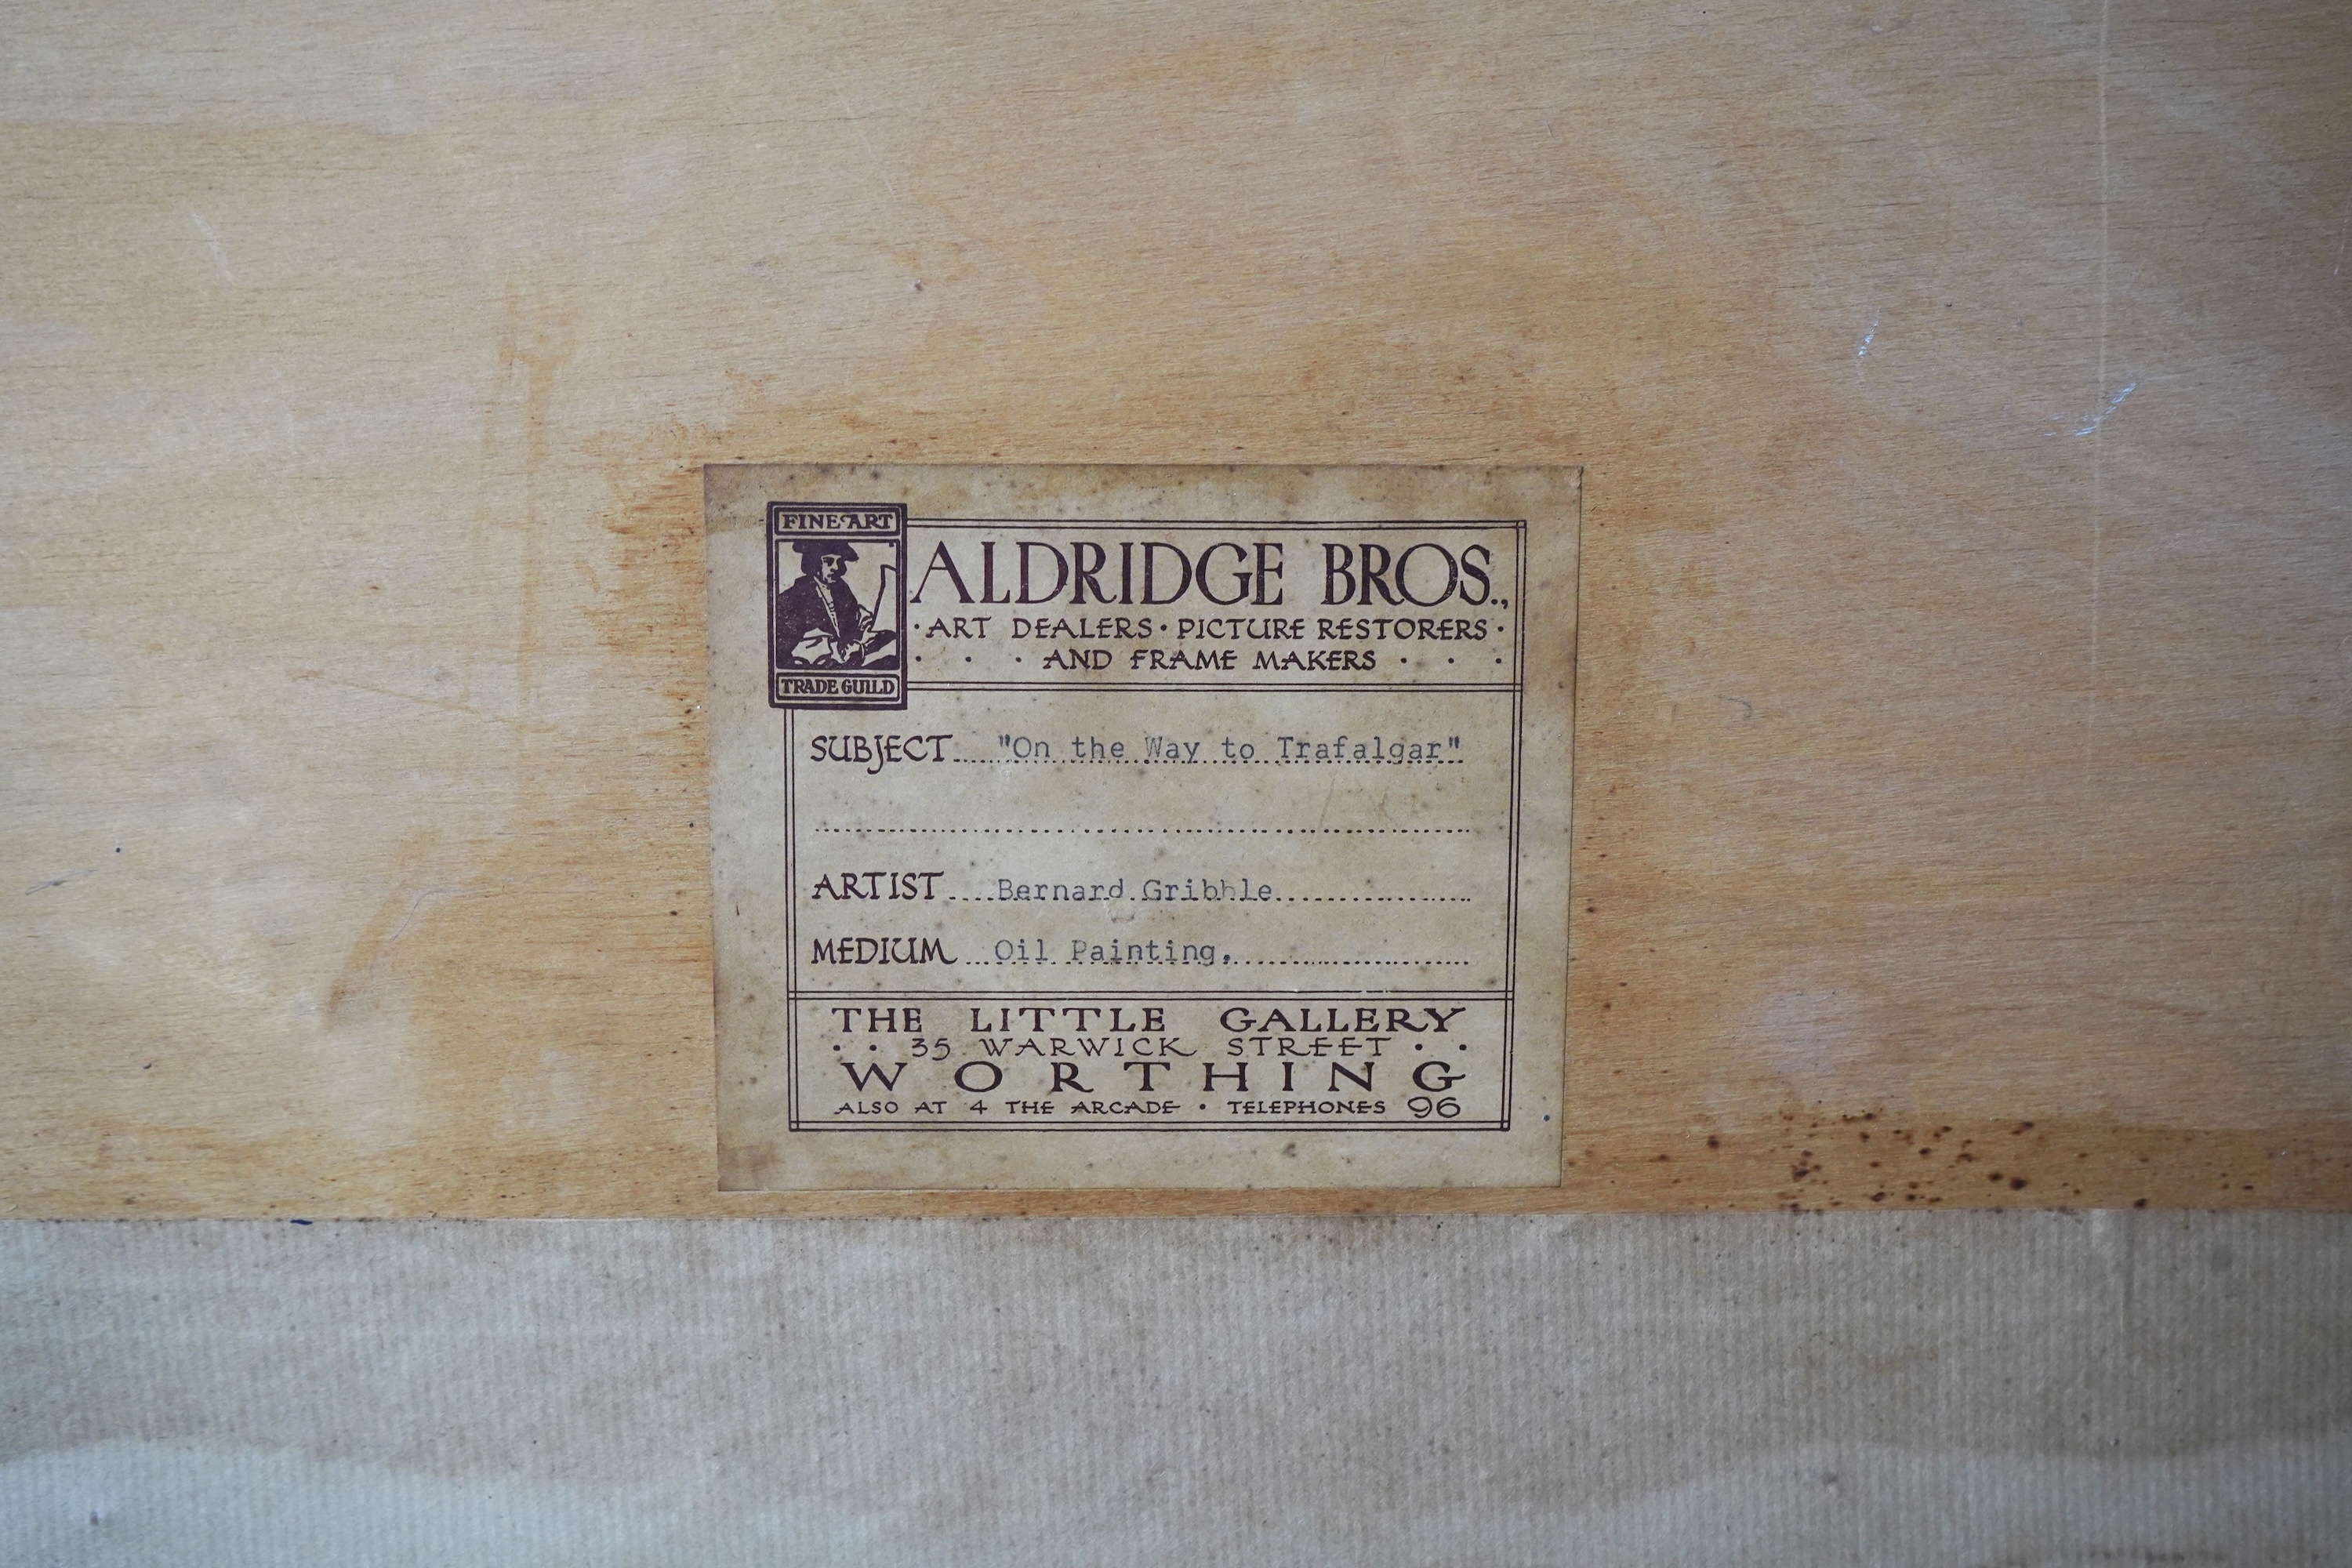 FINE ART
TRADE GUILD
ALDRIDGE BROS.,
· ART DEALERS · PICTURE RESTORERS ·
· · · AND FRAME MAKERS · · ·
SUBJECT "On the Way to Trafalgar"
ARTIST Bernard Gribble
MEDIUM Oil Painting.
THE LITTLE GALLERY
· · 35 WARWICK STREET · ·
WORTHING
ALSO AT 4 THE ARCADE · TELEPHONES 96